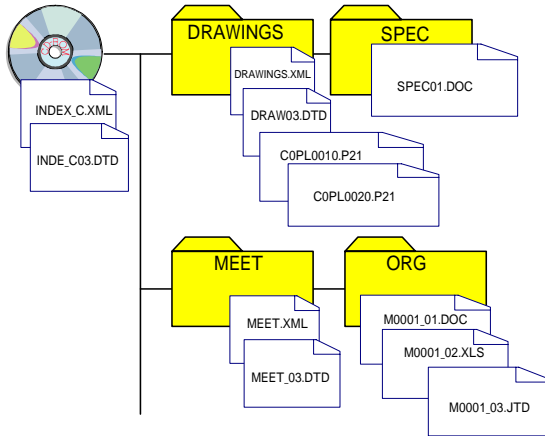 DRAWINGS
SPEC
DRAWINGS.XML
SPEC01.DOC
INDEX_C.XML
DRAW03.DTD
INDE_C03.DTD
C0PL0010.P21
C0PL0020.P21
MEET
ORG
MEET.XML
M0001_01.DOC
M0001_02.XLS
MEET_03.DTD
M0001_03.JTD